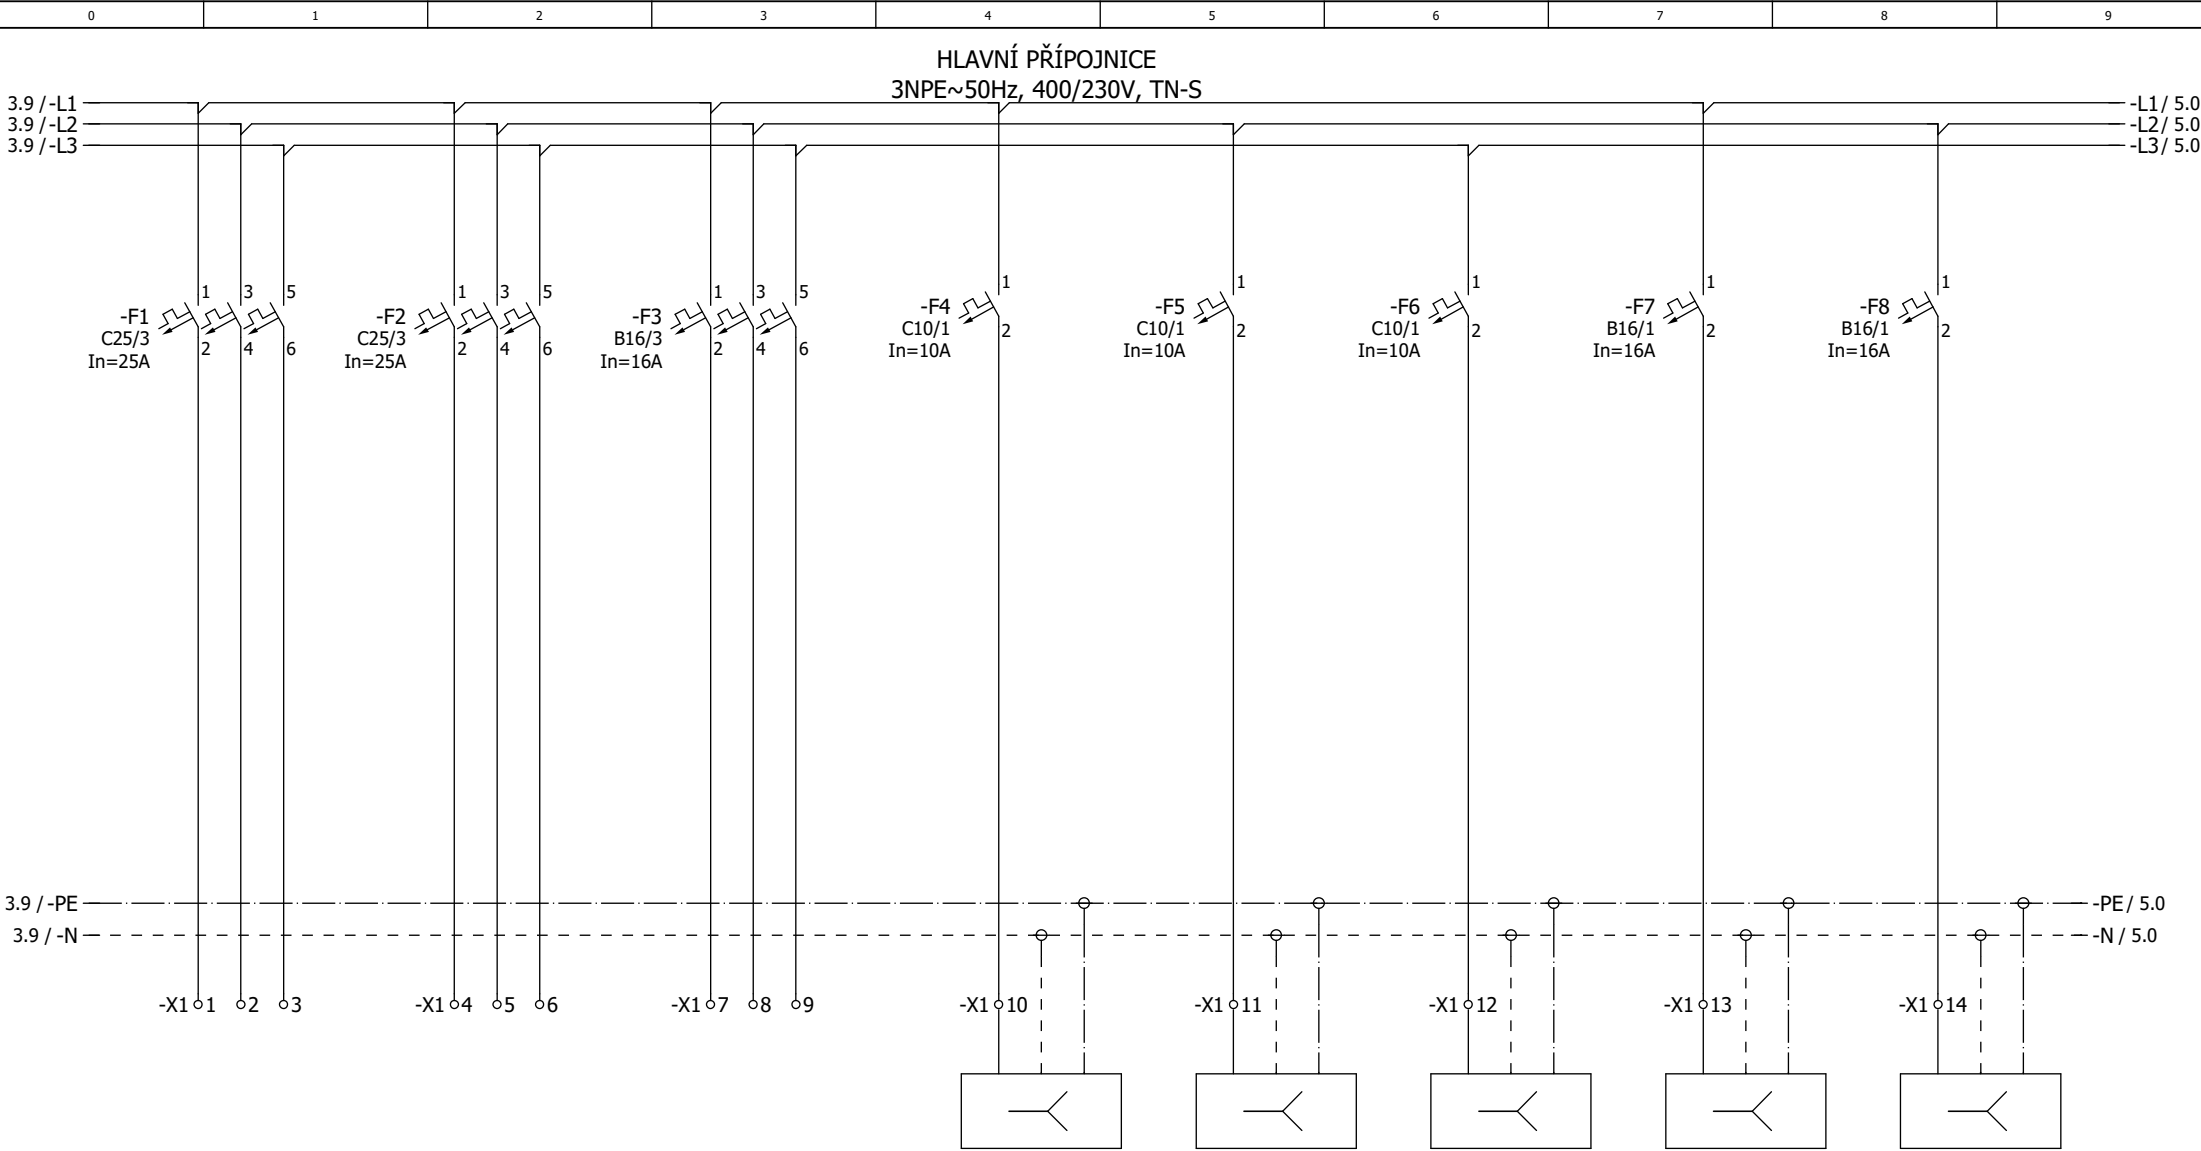 0 1 2 3 4 5 6 7 8 9
HLAVNÍ PŘÍPOJNICE
3NPE~50Hz, 400/230V, TN-S
3.9 / -L1 -L1 / 5.0
3.9 / -L2 -L2 / 5.0
3.9 / -L3 -L3 / 5.0
1 3 5 1 3 5 1 3 5 1 1 1 1 1
-F1 -F2 -F3 -F4 -F5 -F6 -F7 -F8
C25/3 C25/3 B16/3 C10/1 C10/1 C10/1 B16/1 B16/1
2 4 6 2 4 6 2 4 6 2 2 2 2 2
In=25A In=25A In=16A In=10A In=10A In=10A In=16A In=16A
3.9 / -PE -PE / 5.0
3.9 / -N -N / 5.0
-X1 1 2 3 -X1 4 5 6 -X1 7 8 9 -X1 10 -X1 11 -X1 12 -X1 13 -X1 14